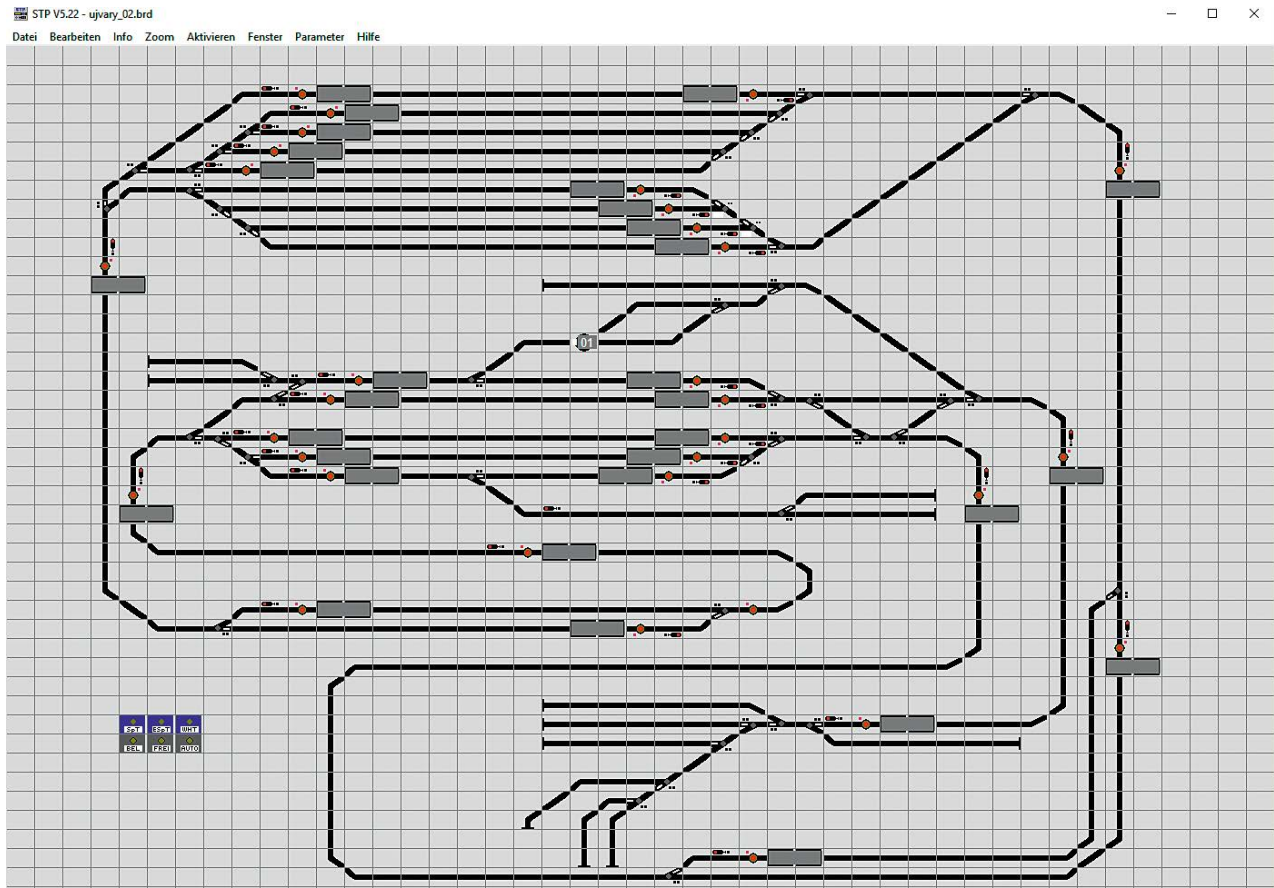 STP V5.22 - ujvary_02.brd
Datei Bearbeiten Info Zoom Aktivieren Fenster Parameter Hilfe
01
SpT ESpT WHT
BEL FREI AUTO